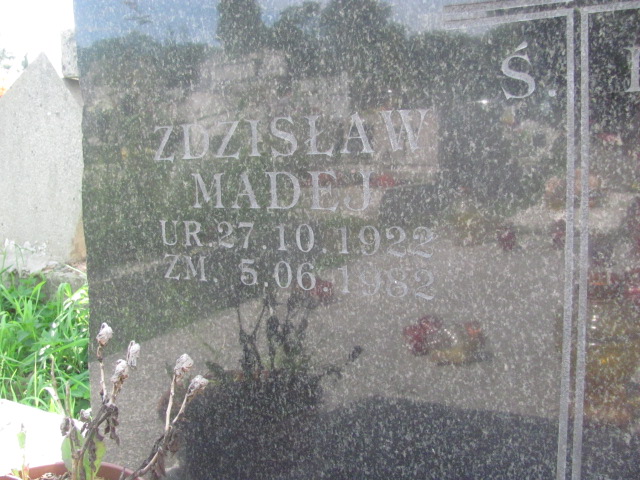 Ś.
ZDZISŁAW
MADEJ
UR. 27.10.1922
ZM. 5.06.1982